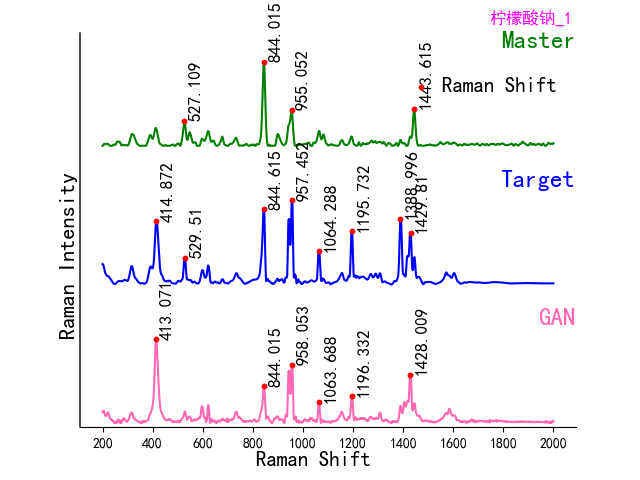 柠檬酸钠_1
Master
844.015
527.109
955.052
1443.615
Raman Shift
Target
414.872
529.51
844.615
957.452
1064.288
1195.732
1388.996
1429.81
GAN
413.071
844.015
958.053
1063.688
1196.332
1428.009
Raman Intensity
200 400 600 800 1000 1200 1400 1600 1800 2000
Raman Shift